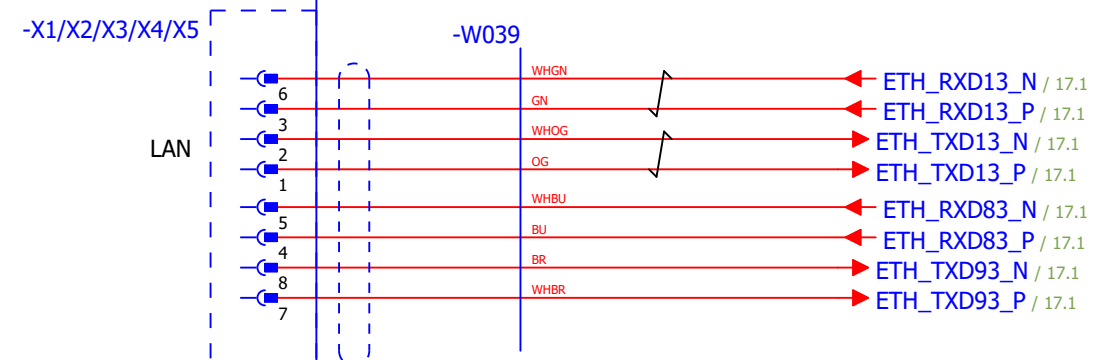 -X1/X2/X3/X4/X5
-W039
LAN
6 WHGN ETH_RXD13_N / 17.1
3 GN ETH_RXD13_P / 17.1
2 WHOG ETH_TXD13_N / 17.1
1 OG ETH_TXD13_P / 17.1
5 WHBU ETH_RXD83_N / 17.1
4 BU ETH_RXD83_P / 17.1
8 BR ETH_TXD93_N / 17.1
7 WHBR ETH_TXD93_P / 17.1